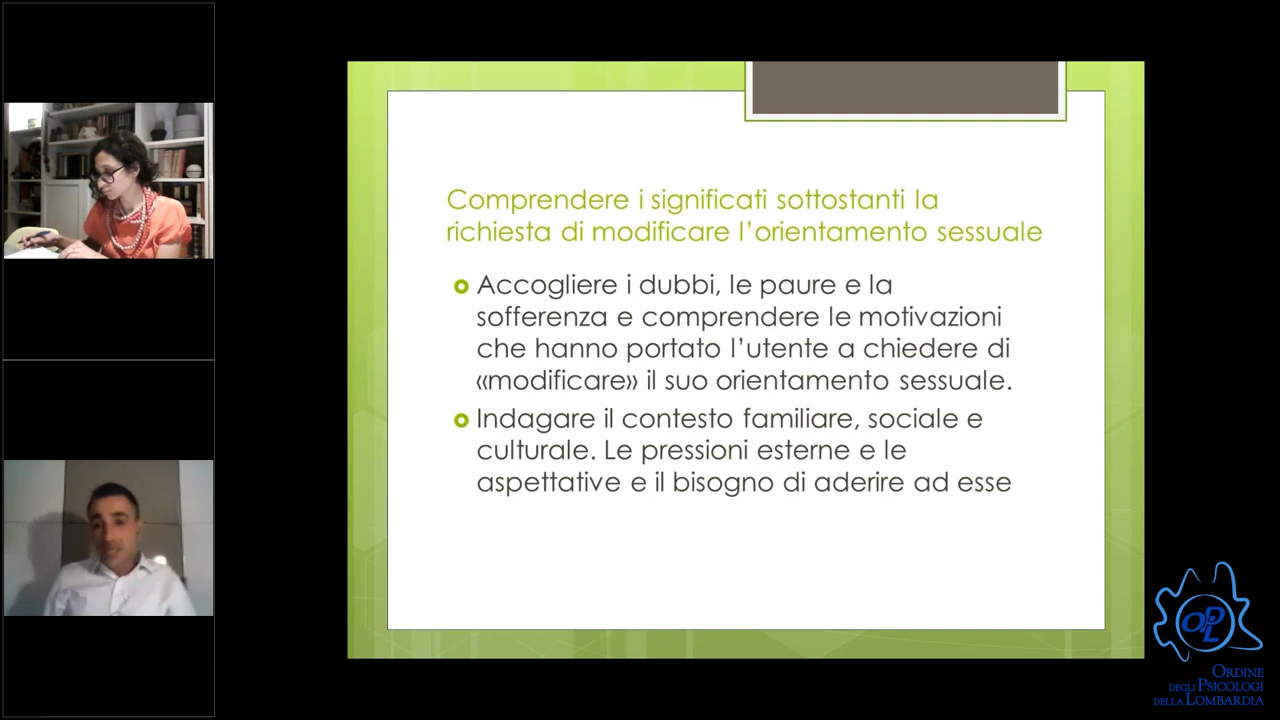 Comprendere i significati sottostanti la
richiesta di modificare l'orientamento sessuale
Accogliere i dubbi, le paure e la
sofferenza e comprendere le motivazioni
che hanno portato l'utente a chiedere di
«modificare» il suo orientamento sessuale.
Indagare il contesto familiare, sociale e
culturale. Le pressioni esterne e le
aspettative e il bisogno di aderire ad esse
OPL
ORDINE
DEGLI PSICOLOGI
DELLA LOMBARDIA